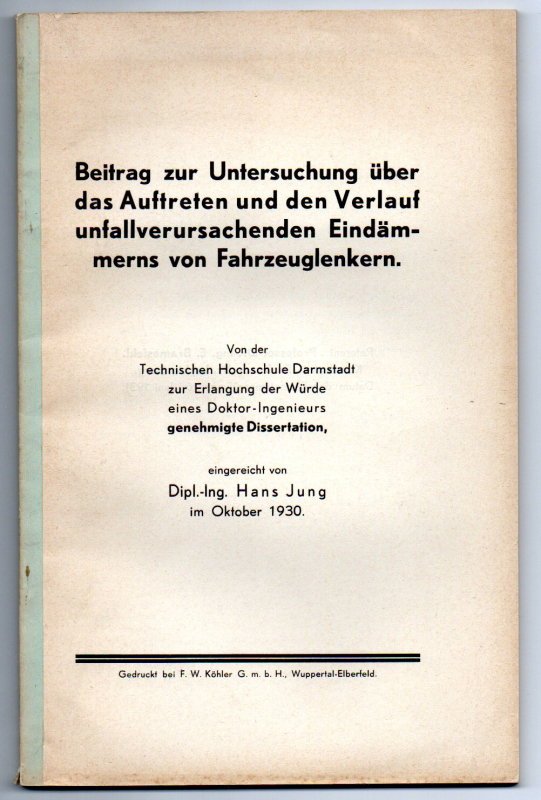 Beitrag zur Untersuchung über
das Auftreten und den Verlauf
unfallverursachenden Eindäm-
merns von Fahrzeuglenkern.
Von der
Technischen Hochschule Darmstadt
zur Erlangung der Würde
eines Doktor-Ingenieurs
genehmigte Dissertation,
eingereicht von
Dipl.-Ing. Hans Jung
im Oktober 1930.
Gedruckt bei F. W. Köhler G. m. b. H., Wuppertal-Elberfeld.